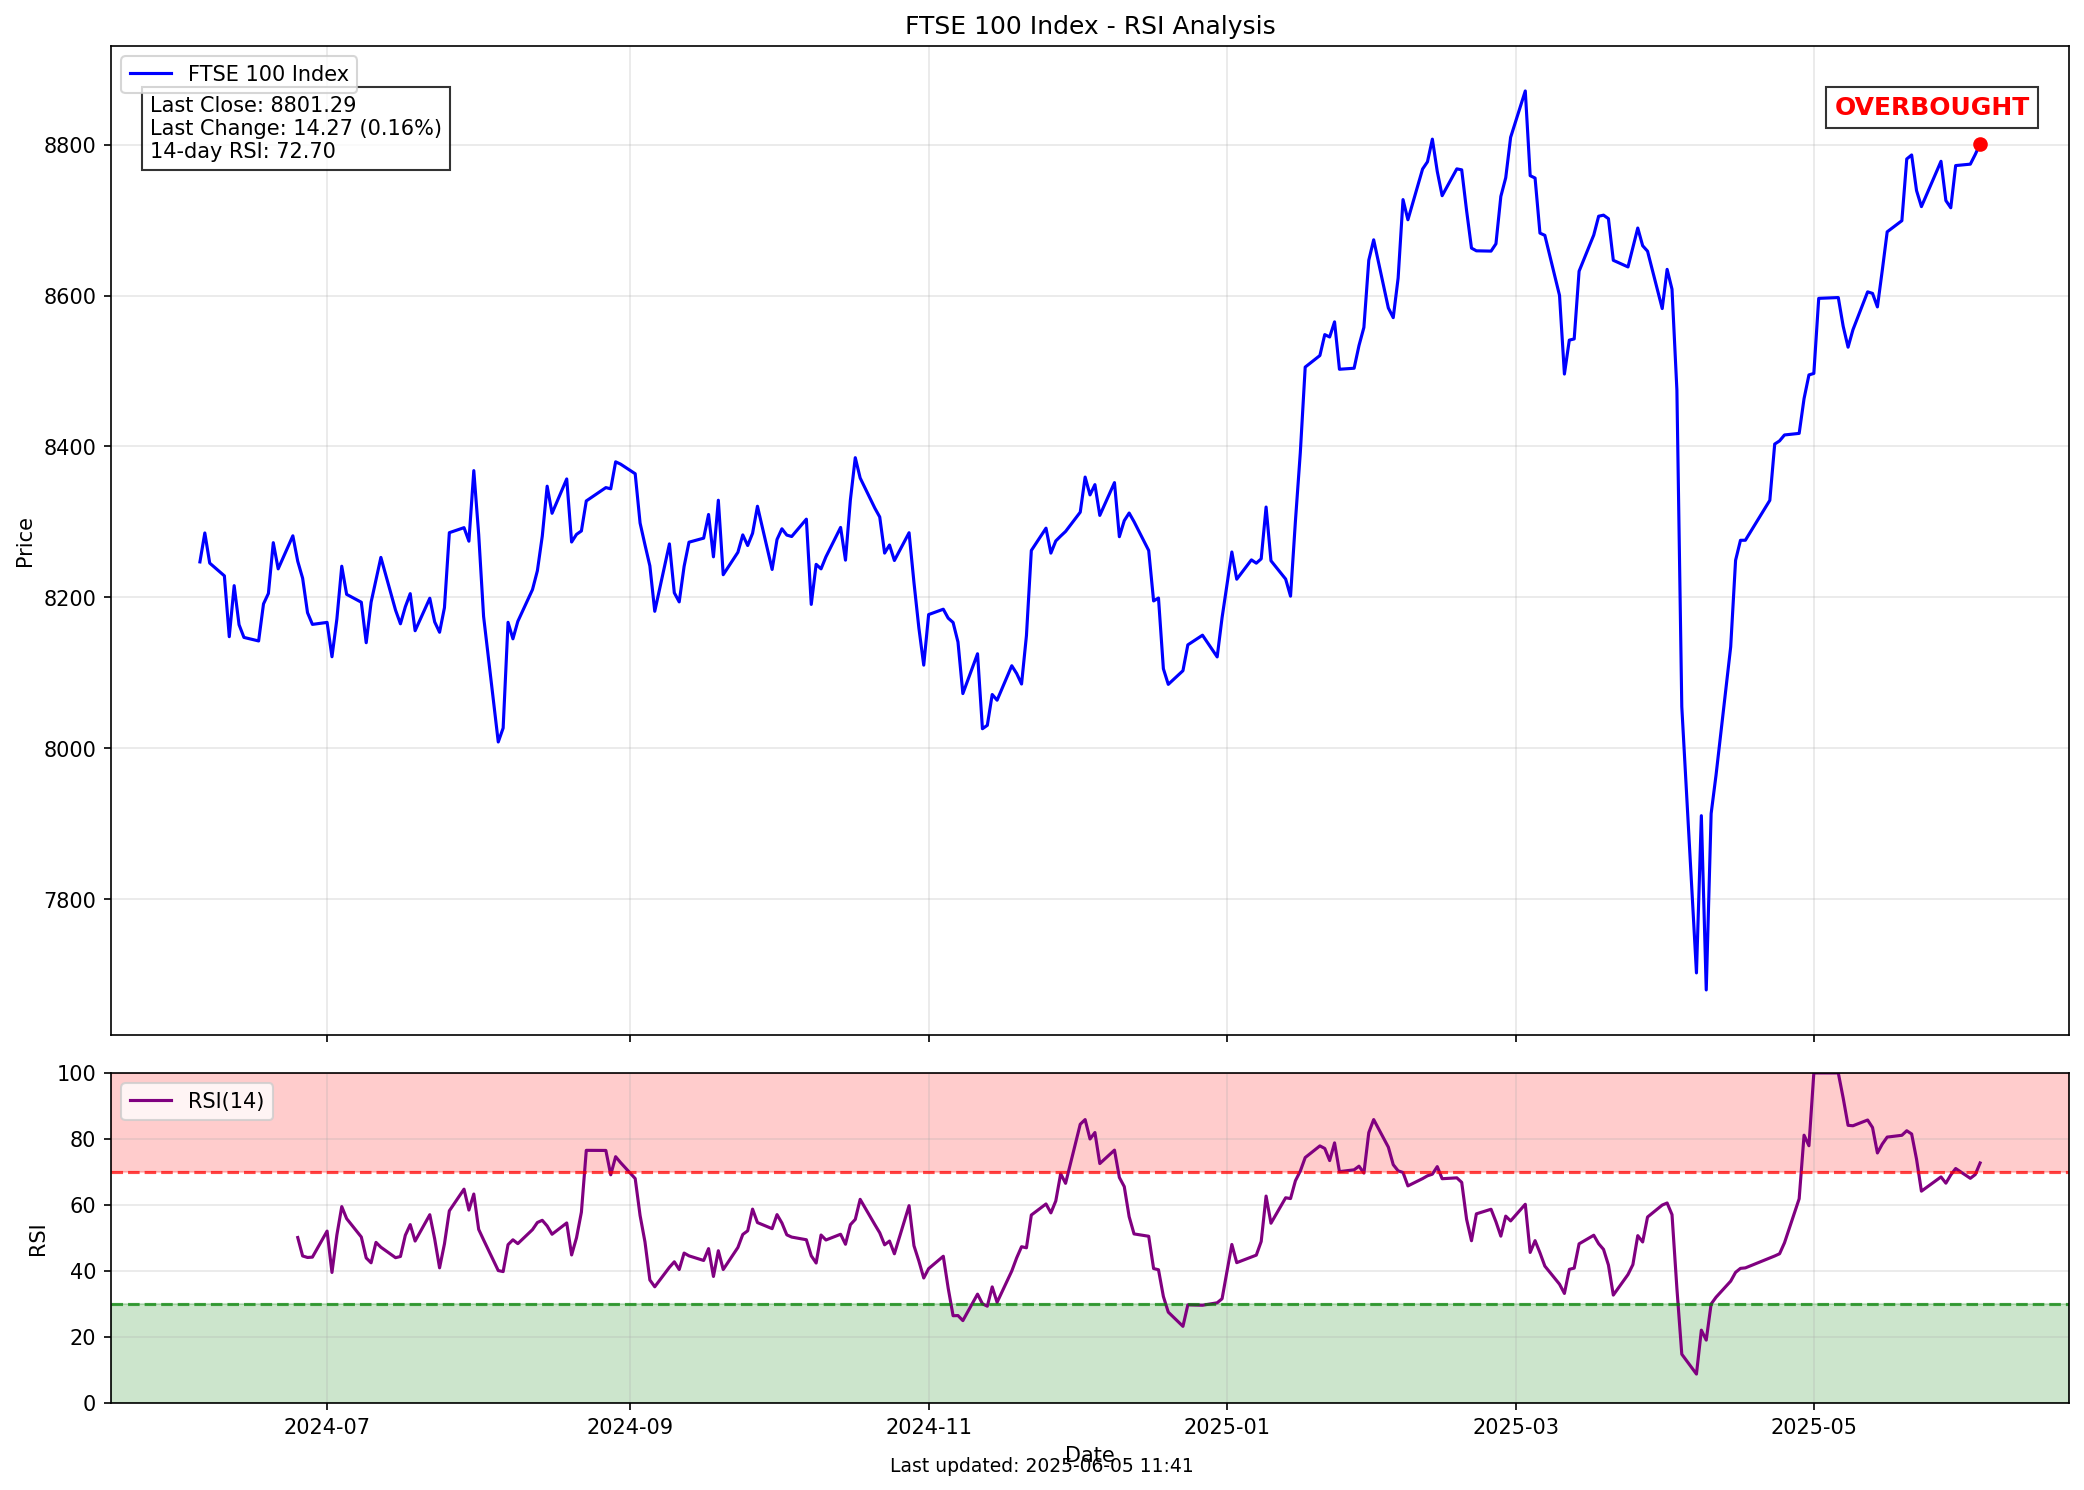 FTSE 100 Index - RSI Analysis
FTSE 100 Index
Last Close: 8801.29
Last Change: 14.27 (0.16%)
14-day RSI: 72.70
OVERBOUGHT
Price
8800
8600
8400
8200
8000
7800
RSI(14)
RSI
100
80
60
40
20
0
2024-07
2024-09
2024-11
2025-01
2025-03
2025-05
Date
Last updated: 2025-06-05 11:41